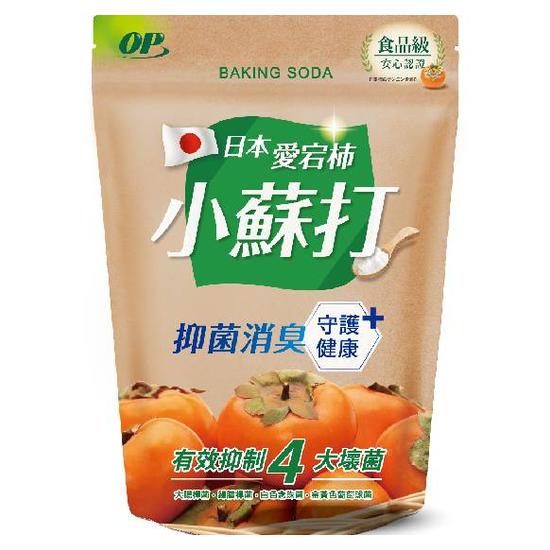 OP
食品級
安心認證
BAKING SODA
日本愛宕柿
小蘇打
抑菌消臭
守護+
健康
有效抑制4大壞菌
大腸桿菌・綠膿桿菌・白色念珠菌・金黃色葡萄球菌